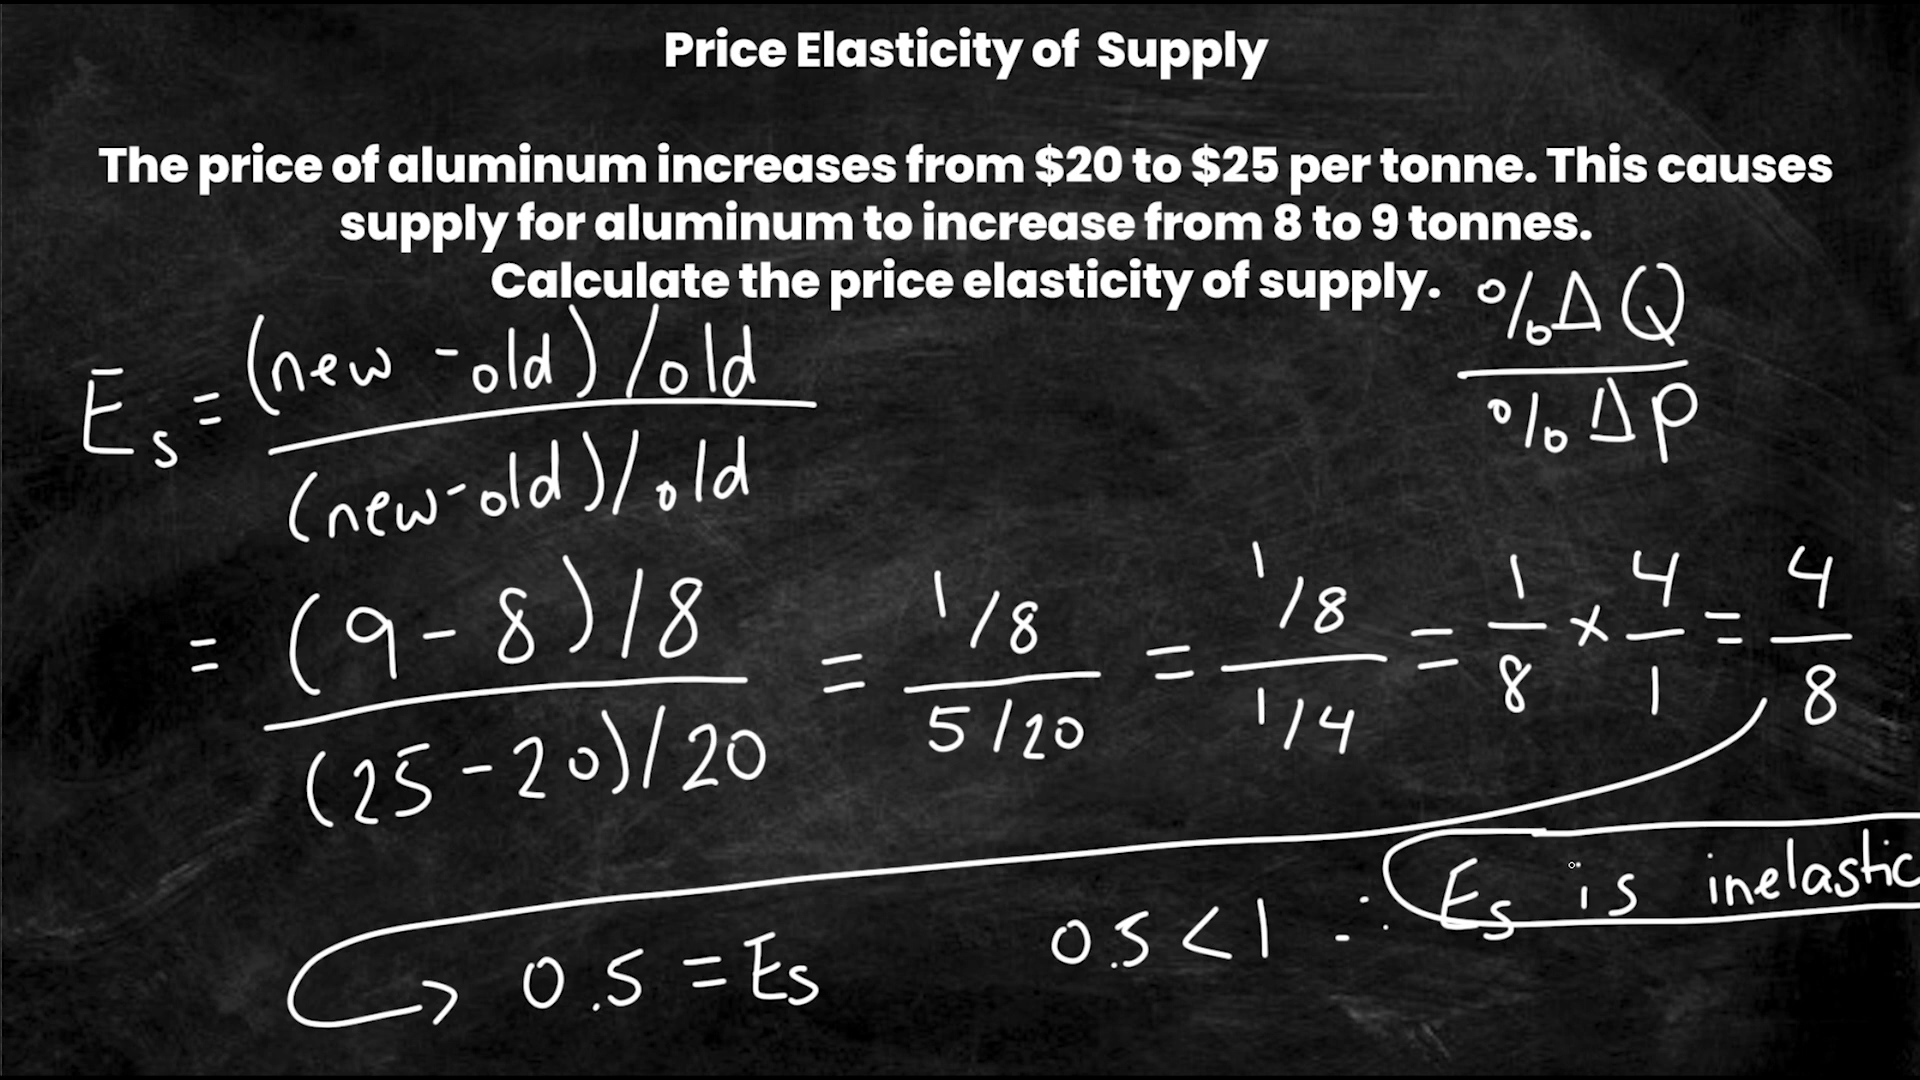 Price Elasticity of Supply
The price of aluminum increases from $20 to $25 per tonne. This causes
supply for aluminum to increase from 8 to 9 tonnes.
Calculate the price elasticity of supply.
%ΔQ
%ΔP
Es = (new - old) / old
(new - old) / old
= (9 - 8) / 8 = 1/8 = 1/8 = 1 × 4 = 4
(25 - 20) / 20 5/20 1/4 8 1 8
0.5 = Es
0.5 < 1 ∴ Es is inelastic